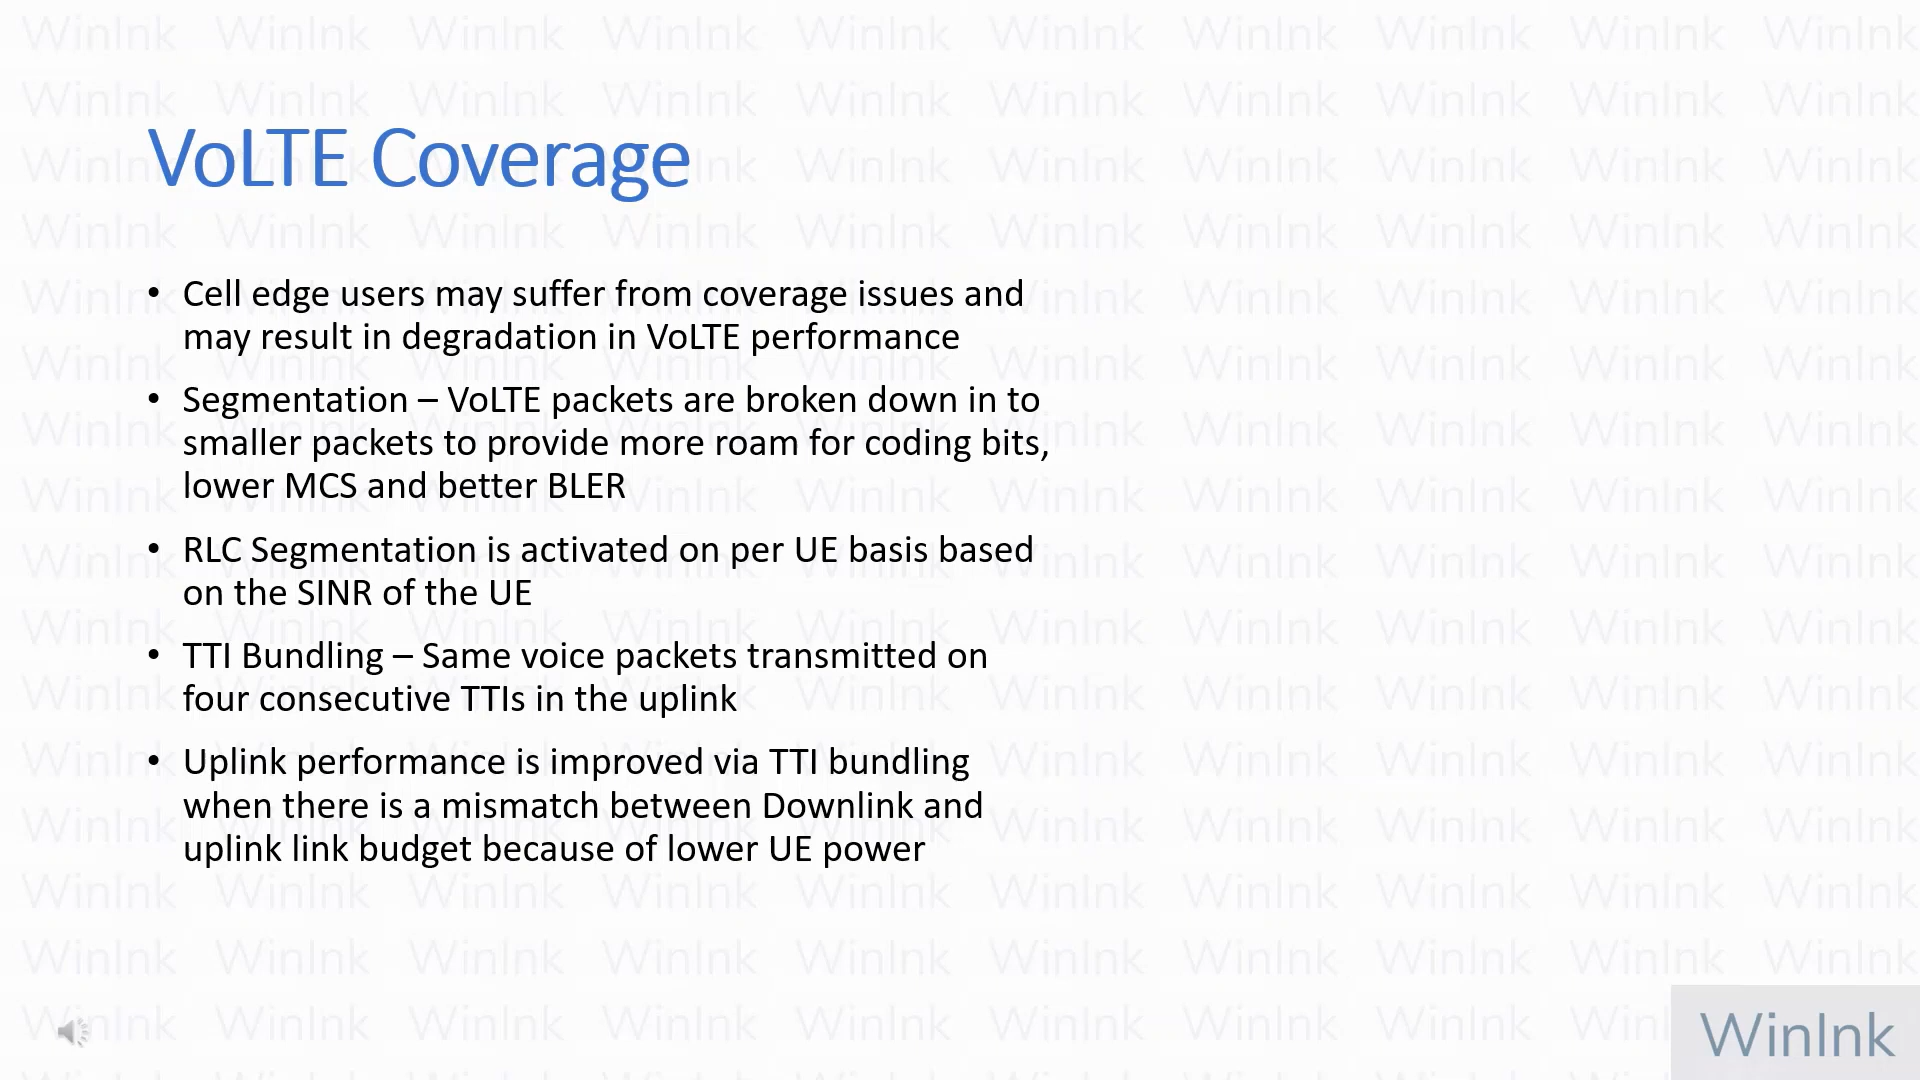 VoLTE Coverage
• Cell edge users may suffer from coverage issues and
may result in degradation in VoLTE performance
• Segmentation – VoLTE packets are broken down in to
smaller packets to provide more roam for coding bits,
lower MCS and better BLER
• RLC Segmentation is activated on per UE basis based
on the SINR of the UE
• TTI Bundling – Same voice packets transmitted on
four consecutive TTIs in the uplink
• Uplink performance is improved via TTI bundling
when there is a mismatch between Downlink and
uplink link budget because of lower UE power
WinInk